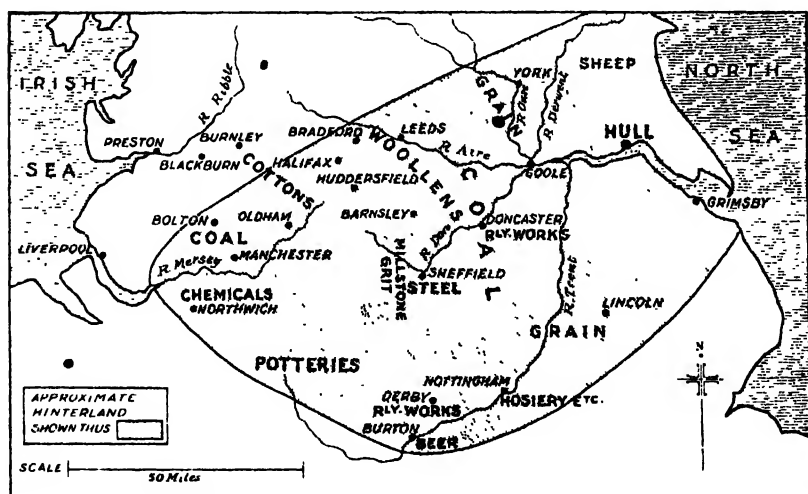 IRISH
SEA
NORTH
SEA
R. Ribble
YORK
SHEEP
GRAIN
R. Ouse
R. Derwent
PRESTON
BURNLEY
BLACKBURN
COTTONS
BRADFORD
LEEDS
HALIFAX
HUDDERSFIELD
WOOLLENS
R. Aire
COAL
GOOLE
HULL
GRIMSBY
BOLTON
OLDHAM
BARNSLEY
DONCASTER
RLY. WORKS
COAL
LIVERPOOL
R. Mersey
MANCHESTER
R. Don
SHEFFIELD
STEEL
MILLSTONE
GRIT
R. Trent
CHEMICALS
NORTHWICH
LINCOLN
GRAIN
POTTERIES
NOTTINGHAM
HOSIERY ETC.
DERBY
RLY. WORKS
BURTON
BEER
N.
APPROXIMATE
HINTERLAND
SHOWN THUS
SCALE
50 Miles